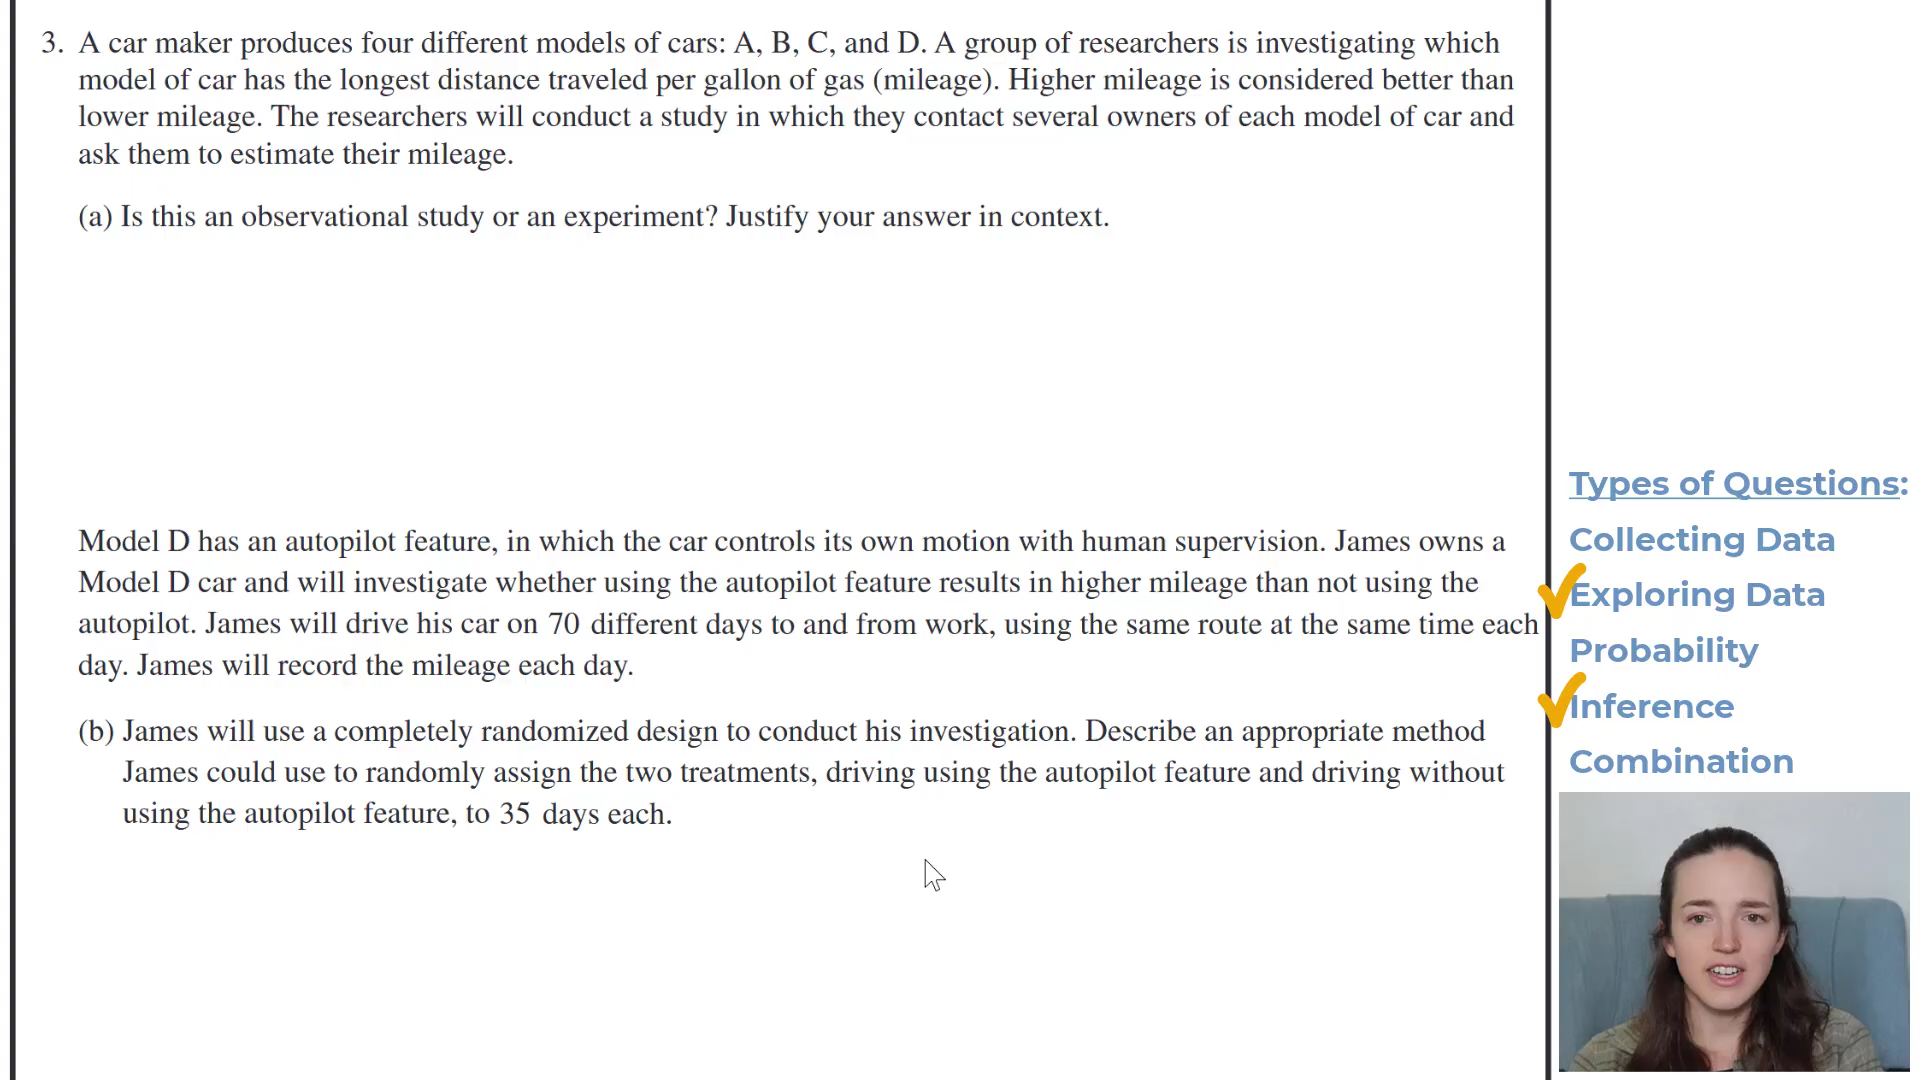 3. A car maker produces four different models of cars: A, B, C, and D. A group of researchers is investigating which
model of car has the longest distance traveled per gallon of gas (mileage). Higher mileage is considered better than
lower mileage. The researchers will conduct a study in which they contact several owners of each model of car and
ask them to estimate their mileage.
(a) Is this an observational study or an experiment? Justify your answer in context.
Model D has an autopilot feature, in which the car controls its own motion with human supervision. James owns a
Model D car and will investigate whether using the autopilot feature results in higher mileage than not using the
autopilot. James will drive his car on 70 different days to and from work, using the same route at the same time each
day. James will record the mileage each day.
(b) James will use a completely randomized design to conduct his investigation. Describe an appropriate method
James could use to randomly assign the two treatments, driving using the autopilot feature and driving without
using the autopilot feature, to 35 days each.
Types of Questions:
Collecting Data
Exploring Data
Probability
Inference
Combination